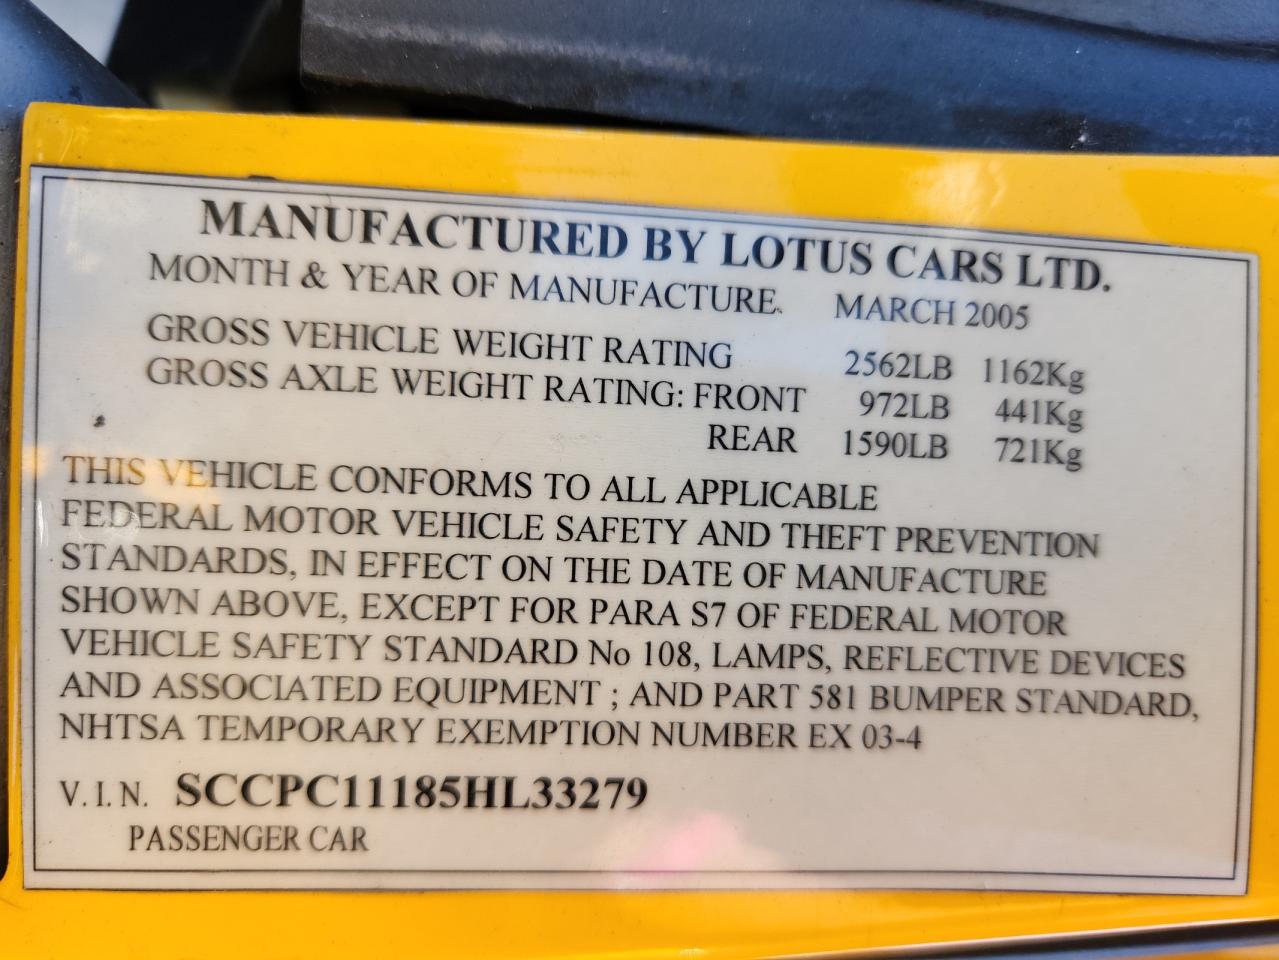 MANUFACTURED BY LOTUS CARS LTD.
MONTH & YEAR OF MANUFACTURE. MARCH 2005
GROSS VEHICLE WEIGHT RATING 2562LB 1162Kg
GROSS AXLE WEIGHT RATING: FRONT 972LB 441Kg
REAR 1590LB 721Kg
THIS VEHICLE CONFORMS TO ALL APPLICABLE
FEDERAL MOTOR VEHICLE SAFETY AND THEFT PREVENTION
STANDARDS, IN EFFECT ON THE DATE OF MANUFACTURE
SHOWN ABOVE, EXCEPT FOR PARA S7 OF FEDERAL MOTOR
VEHICLE SAFETY STANDARD No 108, LAMPS, REFLECTIVE DEVICES
AND ASSOCIATED EQUIPMENT ; AND PART 581 BUMPER STANDARD,
NHTSA TEMPORARY EXEMPTION NUMBER EX 03-4
V. I. N. SCCPC11185HL33279
PASSENGER CAR